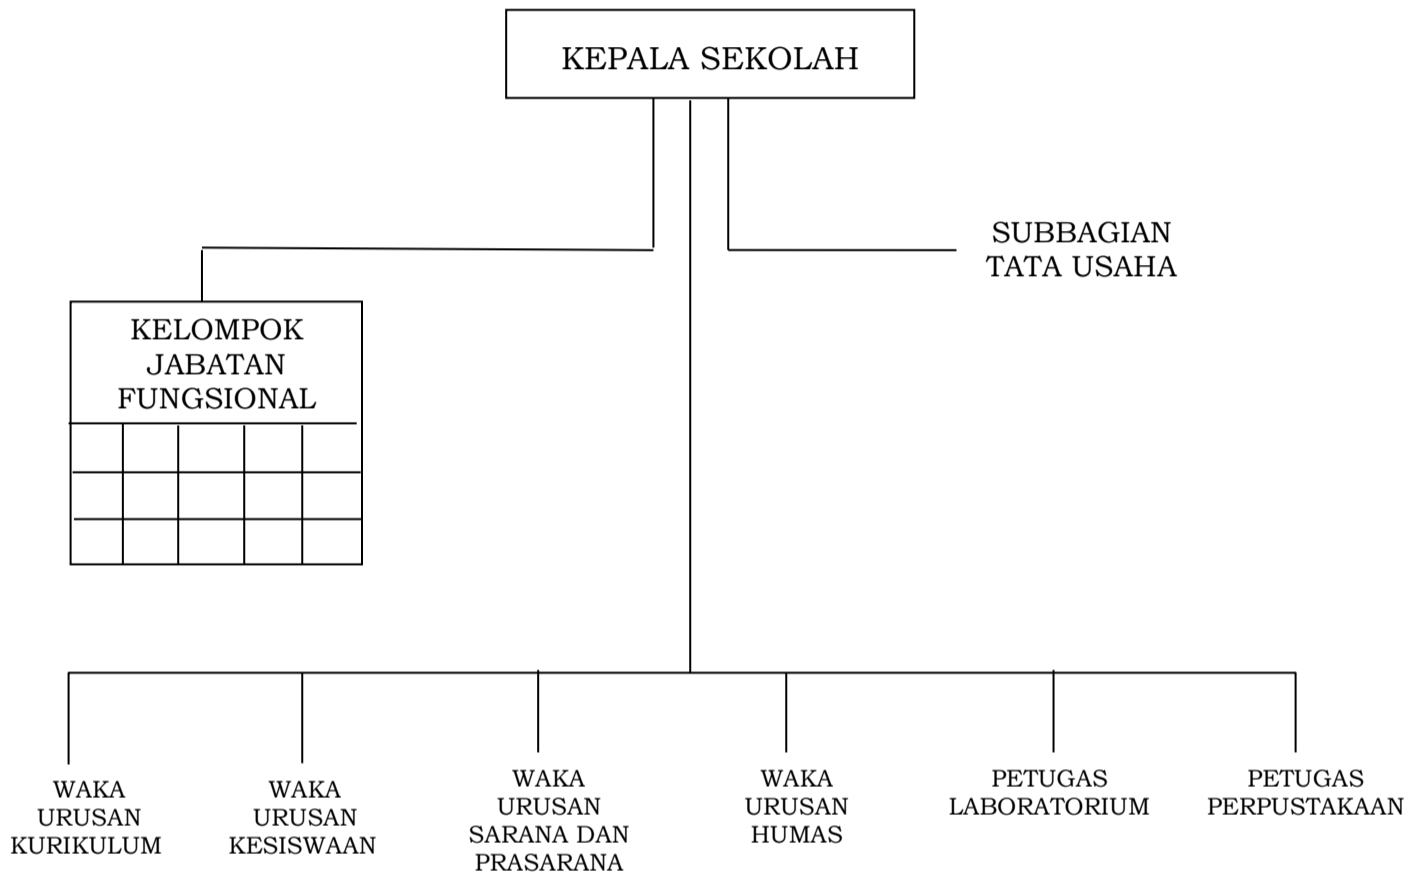 KEPALA SEKOLAH
SUBBAGIAN
TATA USAHA
KELOMPOK
JABATAN
FUNGSIONAL
WAKA
URUSAN
KURIKULUM
WAKA
URUSAN
KESISWAAN
WAKA
URUSAN
SARANA DAN
PRASARANA
WAKA
URUSAN
HUMAS
PETUGAS
LABORATORIUM
PETUGAS
PERPUSTAKAAN